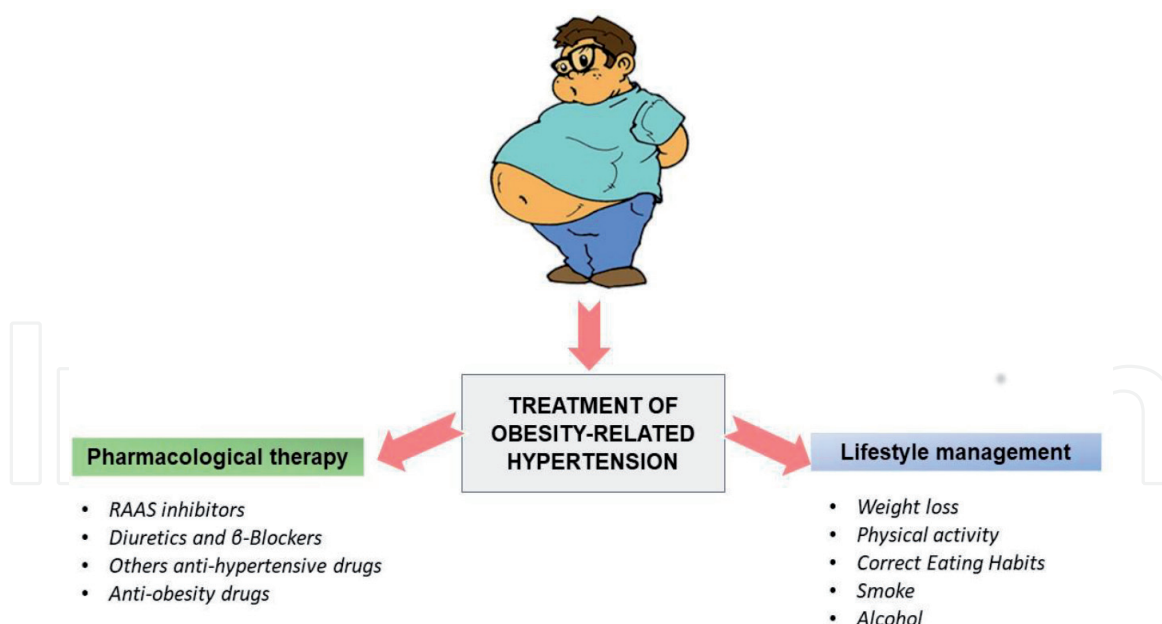 TREATMENT OF
OBESITY-RELATED
HYPERTENSION
Pharmacological therapy
• RAAS inhibitors
• Diuretics and β-Blockers
• Others anti-hypertensive drugs
• Anti-obesity drugs
Lifestyle management
• Weight loss
• Physical activity
• Correct Eating Habits
• Smoke
• Alcohol